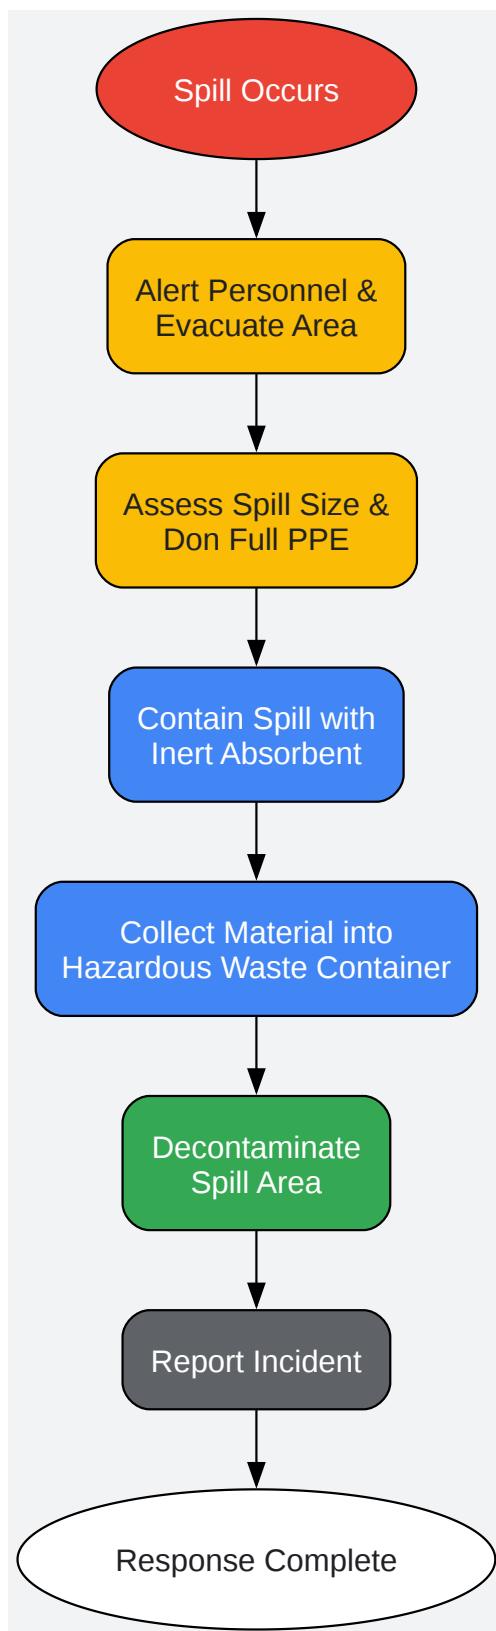 Spill Occurs
Alert Personnel &
Evacuate Area
Assess Spill Size &
Don Full PPE
Contain Spill with
Inert Absorbent
Collect Material into
Hazardous Waste Container
Decontaminate
Spill Area
Report Incident
Response Complete